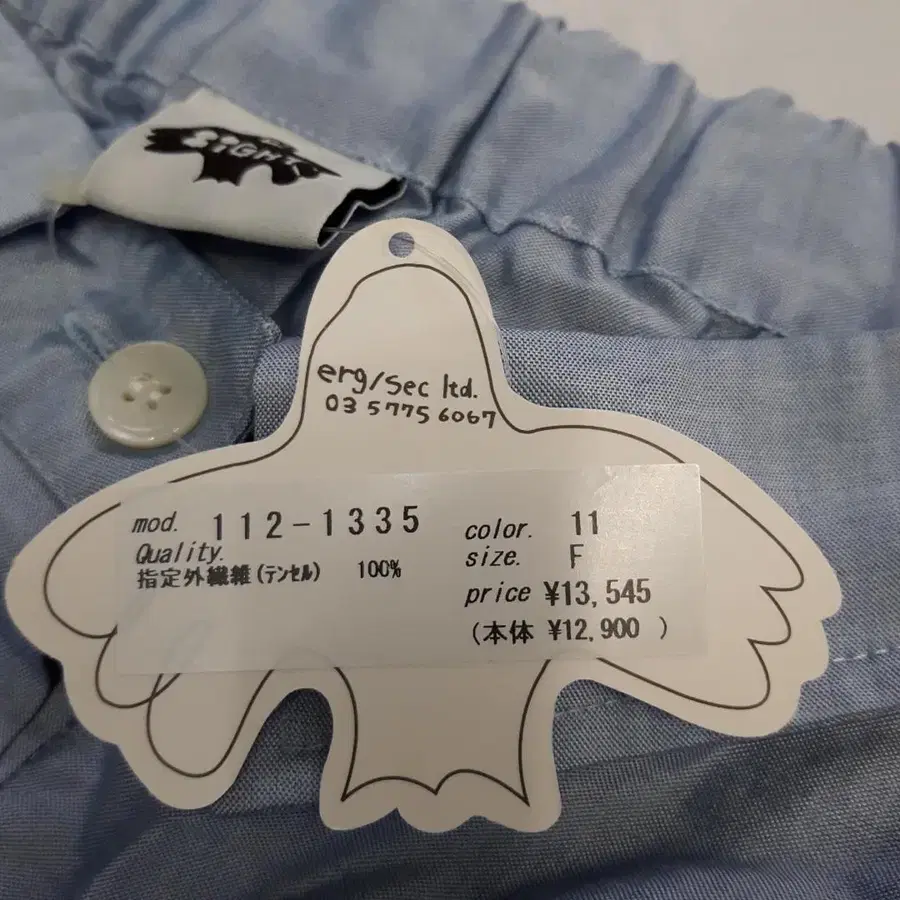 EIGHT
erg/sec ltd.
03 5775 6067
mod. 112-1335
Quality.
指定外繊維(テンセル) 100%
color. 11
size. F
price ¥13,545
(本体 ¥12,900 )